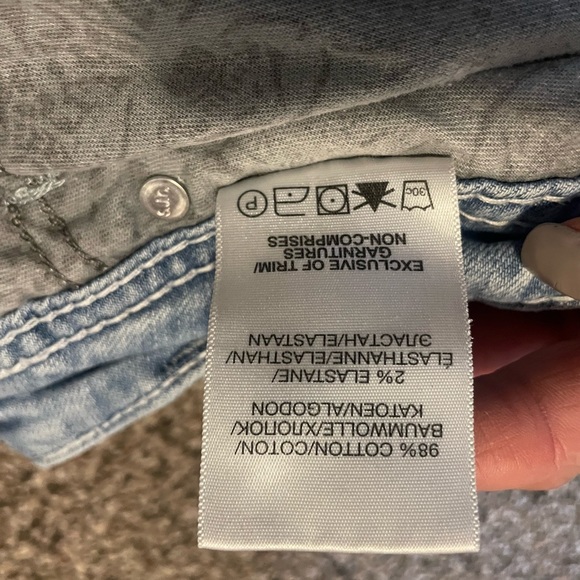 98% COTTON/COTON/
BAUMWOLLE/ХЛОПОК/
KATOEN/ALGODON
2% ELASTANE/
ÉLASTHANNE/ELASTHAN/
ЭЛАСТАН/ELASTAAN
EXCLUSIVE OF TRIM/
GARNITURES
NON-COMPRISES
30c P